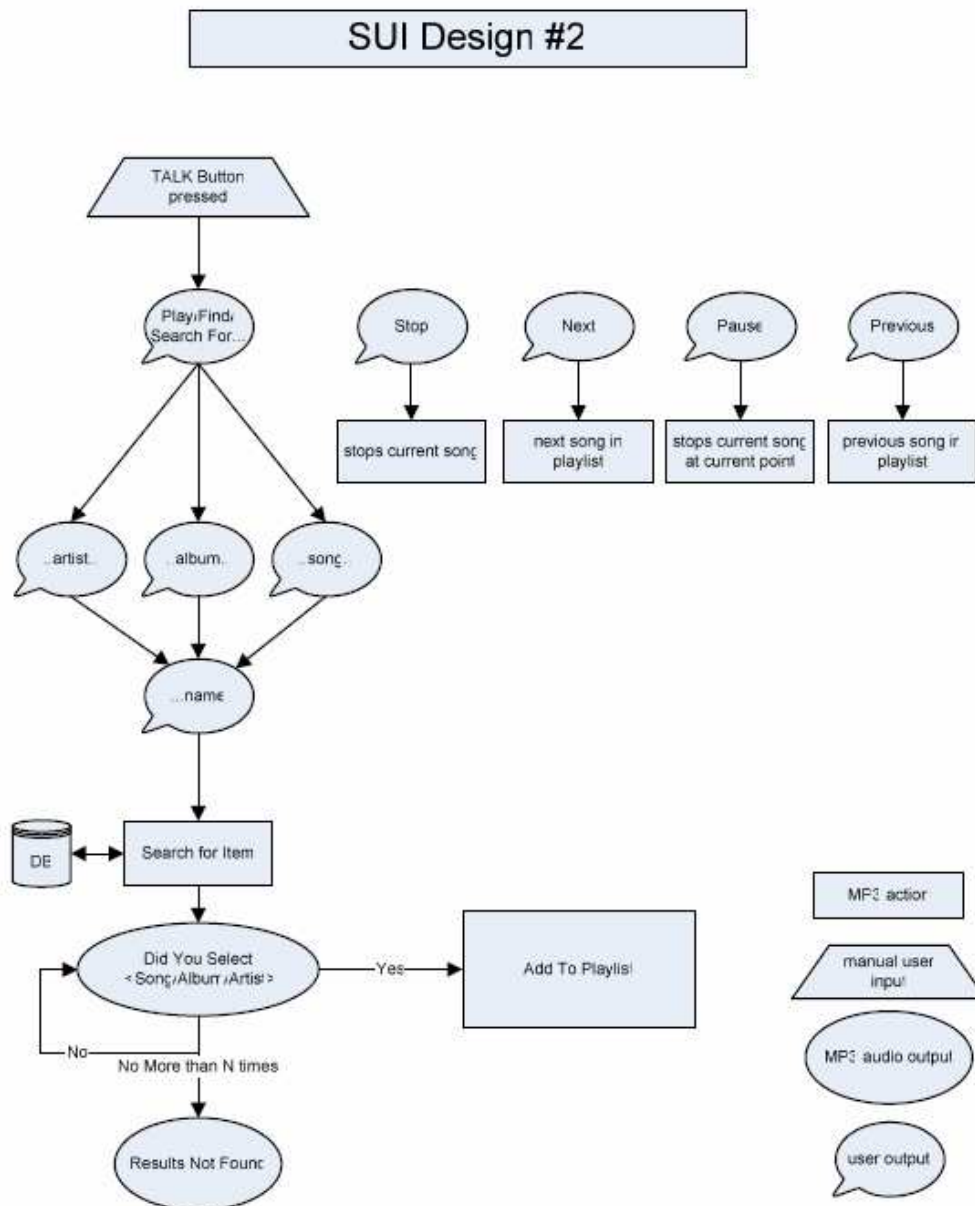 SUI Design #2
TALK Button
pressed
Play/Find/
Search For...
Stop
Next
Pause
Previous
stops current song
next song in
playlist
stops current song
at current point
previous song in
playlist
...artist...
...album...
...song...
...name
DB
Search for Item
Did You Select
<Song/Album/Artist>
Yes
Add To Playlist
No
No More than N times
Results Not Found
MP3 action
manual user
input
MP3 audio output
user output